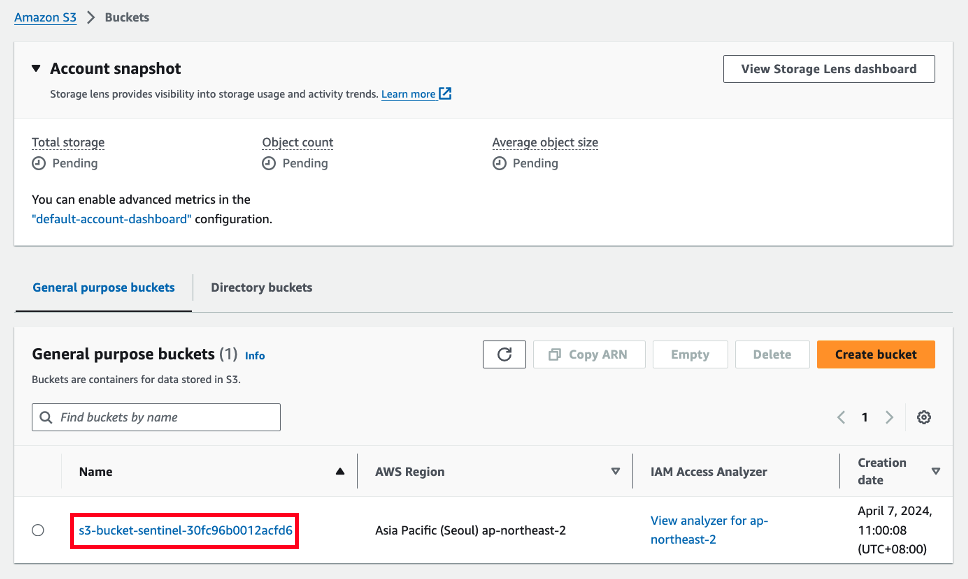 Amazon S3 > Buckets
Account snapshot
View Storage Lens dashboard
Storage lens provides visibility into storage usage and activity trends. Learn more
Total storage Object count Average object size
Pending Pending Pending
You can enable advanced metrics in the
"default-account-dashboard" configuration.
General purpose buckets Directory buckets
General purpose buckets (1) Info
Copy ARN Empty Delete Create bucket
Buckets are containers for data stored in S3.
Find buckets by name
1
Name AWS Region IAM Access Analyzer Creation date
s3-bucket-sentinel-30fc96b0012acfd6
Asia Pacific (Seoul) ap-northeast-2
View analyzer for ap-
northeast-2
April 7, 2024,
11:00:08
(UTC+08:00)